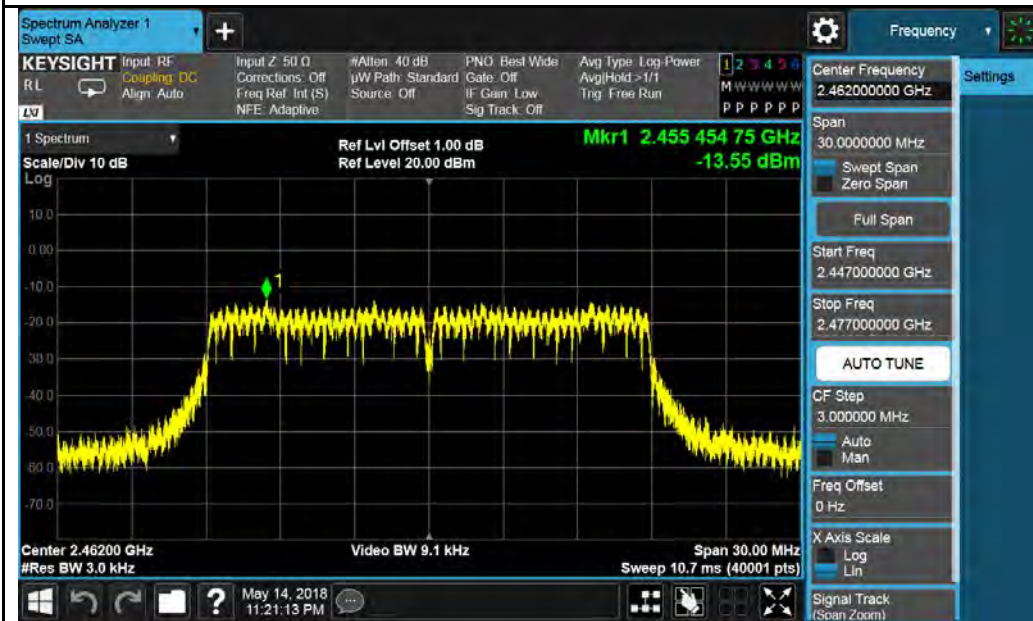 Spectrum Analyzer 1
Swept SA
+
Frequency
KEYSIGHT
RL
LXI
Input: RF
Coupling: DC
Align: Auto
Input Z: 50 Ω
Corrections: Off
Freq Ref: Int (S)
NFE: Adaptive
#Atten: 40 dB
µW Path: Standard
Source: Off
PNO: Best Wide
Gate: Off
IF Gain: Low
Sig Track: Off
Avg Type: Log-Power
Avg|Hold: >1/1
Trig: Free Run
1 2 3 4 5 6
M W W W W W
P P P P P P
1 Spectrum
Scale/Div 10 dB
Log
Ref Lvl Offset 1.00 dB
Ref Level 20.00 dBm
Mkr1 2.455 454 75 GHz
-13.55 dBm
1
10.0
0.00
-10.0
-20.0
-30.0
-40.0
-50.0
-60.0
-70.0
Center 2.46200 GHz
#Res BW 3.0 kHz
Video BW 9.1 kHz
Span 30.00 MHz
Sweep 10.7 ms (40001 pts)
Center Frequency
2.462000000 GHz
Settings
Span
30.0000000 MHz
Swept Span
Zero Span
Full Span
Start Freq
2.447000000 GHz
Stop Freq
2.477000000 GHz
AUTO TUNE
CF Step
3.000000 MHz
Auto
Man
Freq Offset
0 Hz
X Axis Scale
Log
Lin
Signal Track
(Span Zoom)
?
May 14, 2018
11:21:13 PM